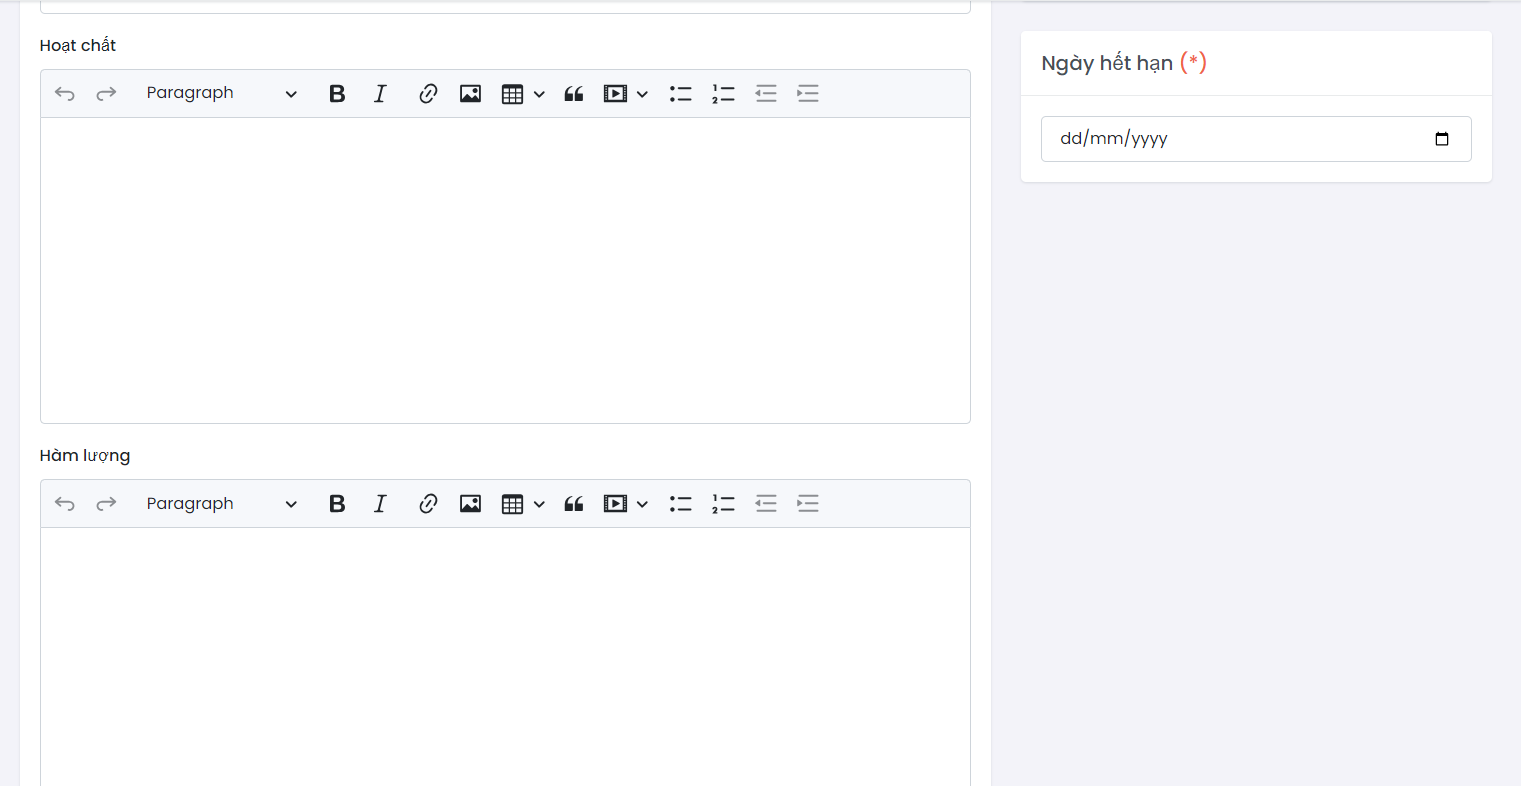 Hoạt chất
Paragraph
Hàm lượng
Paragraph
Ngày hết hạn (*)
dd/mm/yyyy